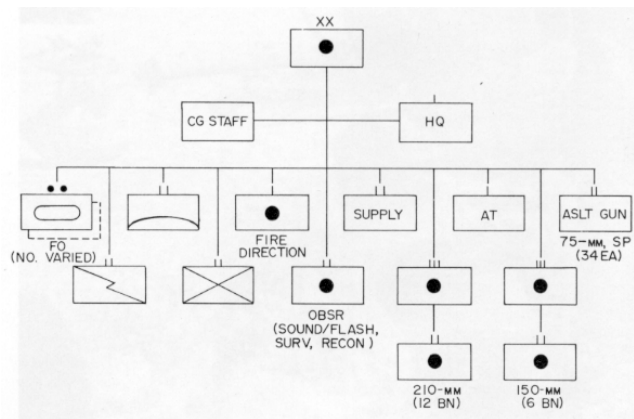 XX
CG STAFF
HQ
FO
(NO. VARIED)
FIRE
DIRECTION
SUPPLY
AT
ASLT GUN
75-MM, SP
(34 EA)
OBSR
(SOUND/FLASH,
SURV, RECON)
210-MM
(12 BN)
150-MM
(6 BN)